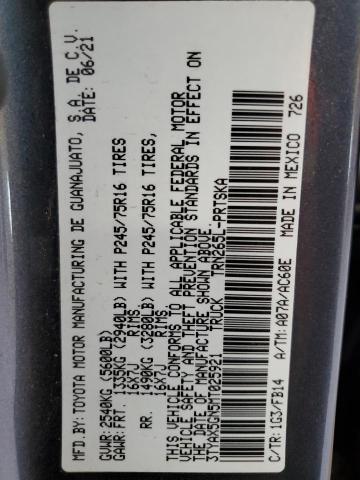 MFD.BY: TOYOTA MOTOR MANUFACTURING DE GUANAJUATO, S.A. DE C.V.
DATE: 06/21
GVWR: 2540KG (5600LB)
GAWR: FRT. 1335KG (2940LB) WITH P245/75R16 TIRES
16X7J RIMS,
RR. 1490KG (3280LB) WITH P245/75R16 TIRES,
16X7J RIMS,
THIS VEHICLE CONFORMS TO ALL APPLICABLE FEDERAL MOTOR
VEHICLE SAFETY AND THEFT PREVENTION STANDARDS IN EFFECT ON
THE DATE OF MANUFACTURE SHOWN ABOVE.
3TYAX5GN5MT025921 TRUCK TRN265L-PRTSKA
C/TR: 1G3/FB14 A/TM: A07A/AC60E MADE IN MEXICO 726